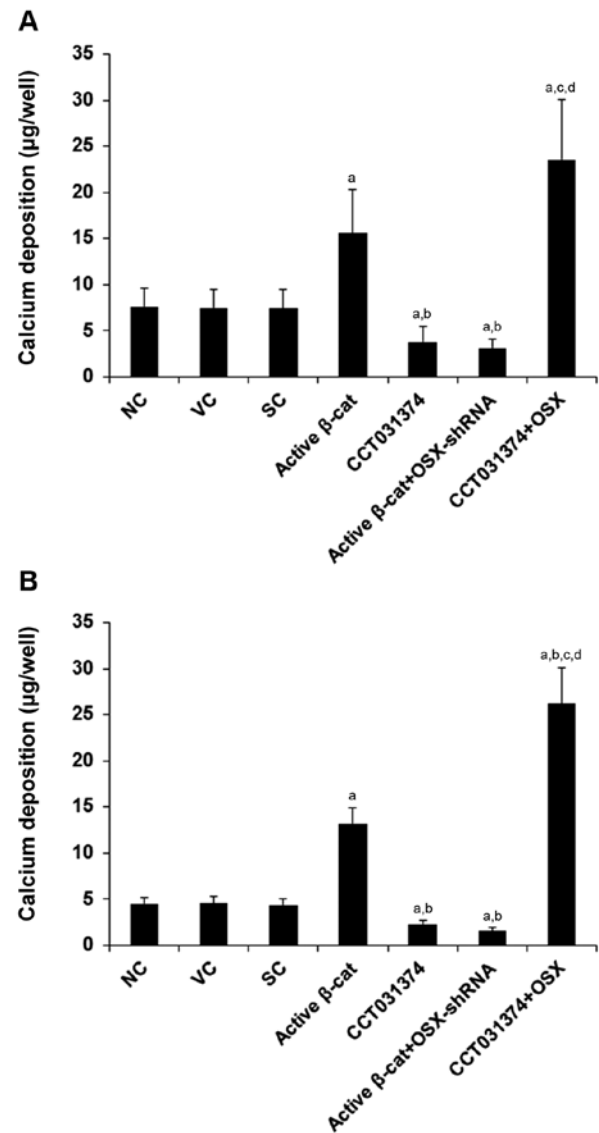 A
Calcium deposition (μg/well)
35
30
25
20
15
10
5
0
a
a,b
a,b
a,c,d
NC
VC
SC
Active β-cat
CCT031374
Active β-cat+OSX-shRNA
CCT031374+OSX
B
Calcium deposition (μg/well)
35
30
25
20
15
10
5
0
a
a,b
a,b
a,b,c,d
NC
VC
SC
Active β-cat
CCT031374
Active β-cat+OSX-shRNA
CCT031374+OSX